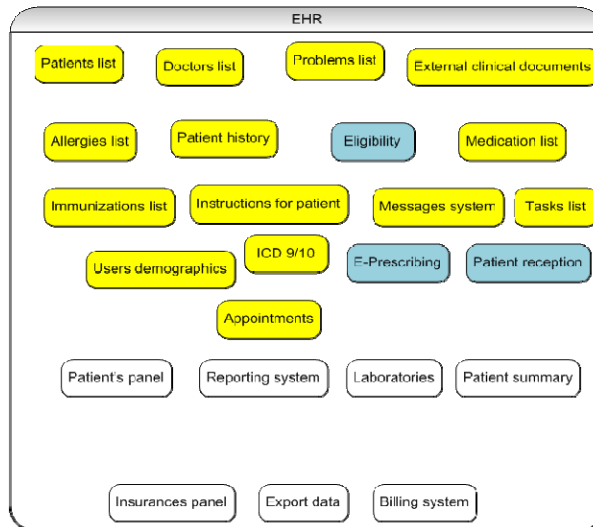 EHR
Patients list
Doctors list
Problems list
External clinical documents
Allergies list
Patient history
Eligibility
Medication list
Immunizations list
Instructions for patient
Messages system
Tasks list
Users demographics
ICD 9/10
E-Prescribing
Patient reception
Appointments
Patient's panel
Reporting system
Laboratories
Patient summary
Insurances panel
Export data
Billing system